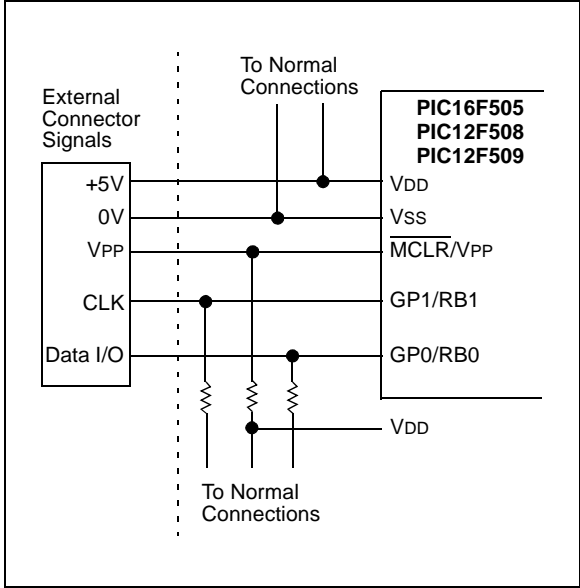 To Normal
Connections
External
Connector
Signals
PIC16F505
PIC12F508
PIC12F509
+5V
VDD
0V
VSS
VPP
MCLR/VPP
CLK
GP1/RB1
Data I/O
GP0/RB0
VDD
To Normal
Connections